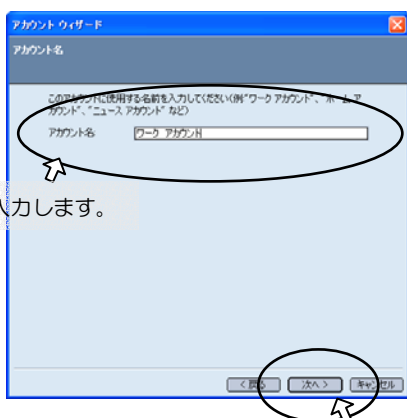 アカウント ウィザード
アカウント名
このアカウントに使用する名前を入力してください(例"ワーク アカウント"、"ホーム ア
カウント"、"ニュース アカウント" など)
アカウント名
ワーク アカウント
入力します。
< 戻る
次へ >
キャンセル